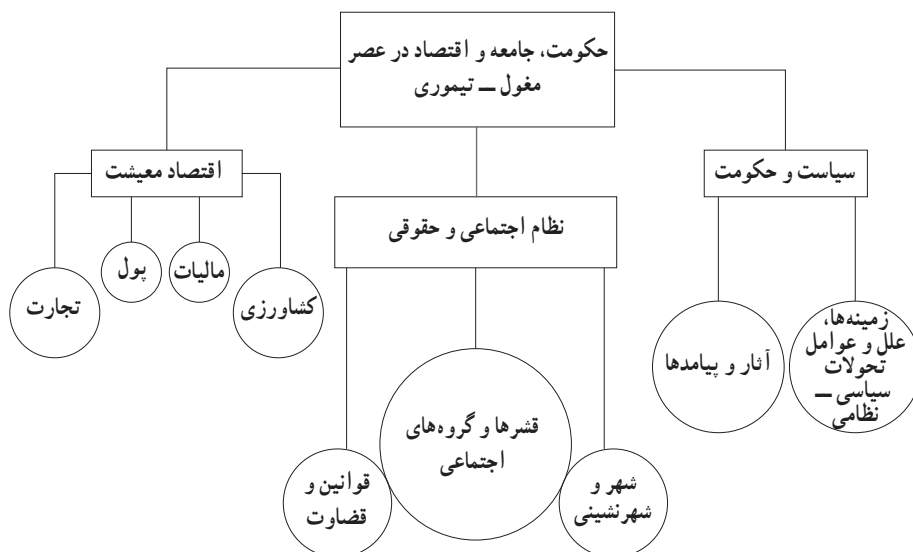 حکومت، جامعه و اقتصاد در عصر
مغول ــ تیموری
سیاست و حکومت
زمینه‌ها،
علل و عوامل
تحولات
سیاسی ــ
نظامی
آثار و پیامدها
نظام اجتماعی و حقوقی
شهر و
شهرنشینی
قشرها و گروه‌های
اجتماعی
قوانین و
قضاوت
اقتصاد معیشت
کشاورزی
مالیات
پول
تجارت